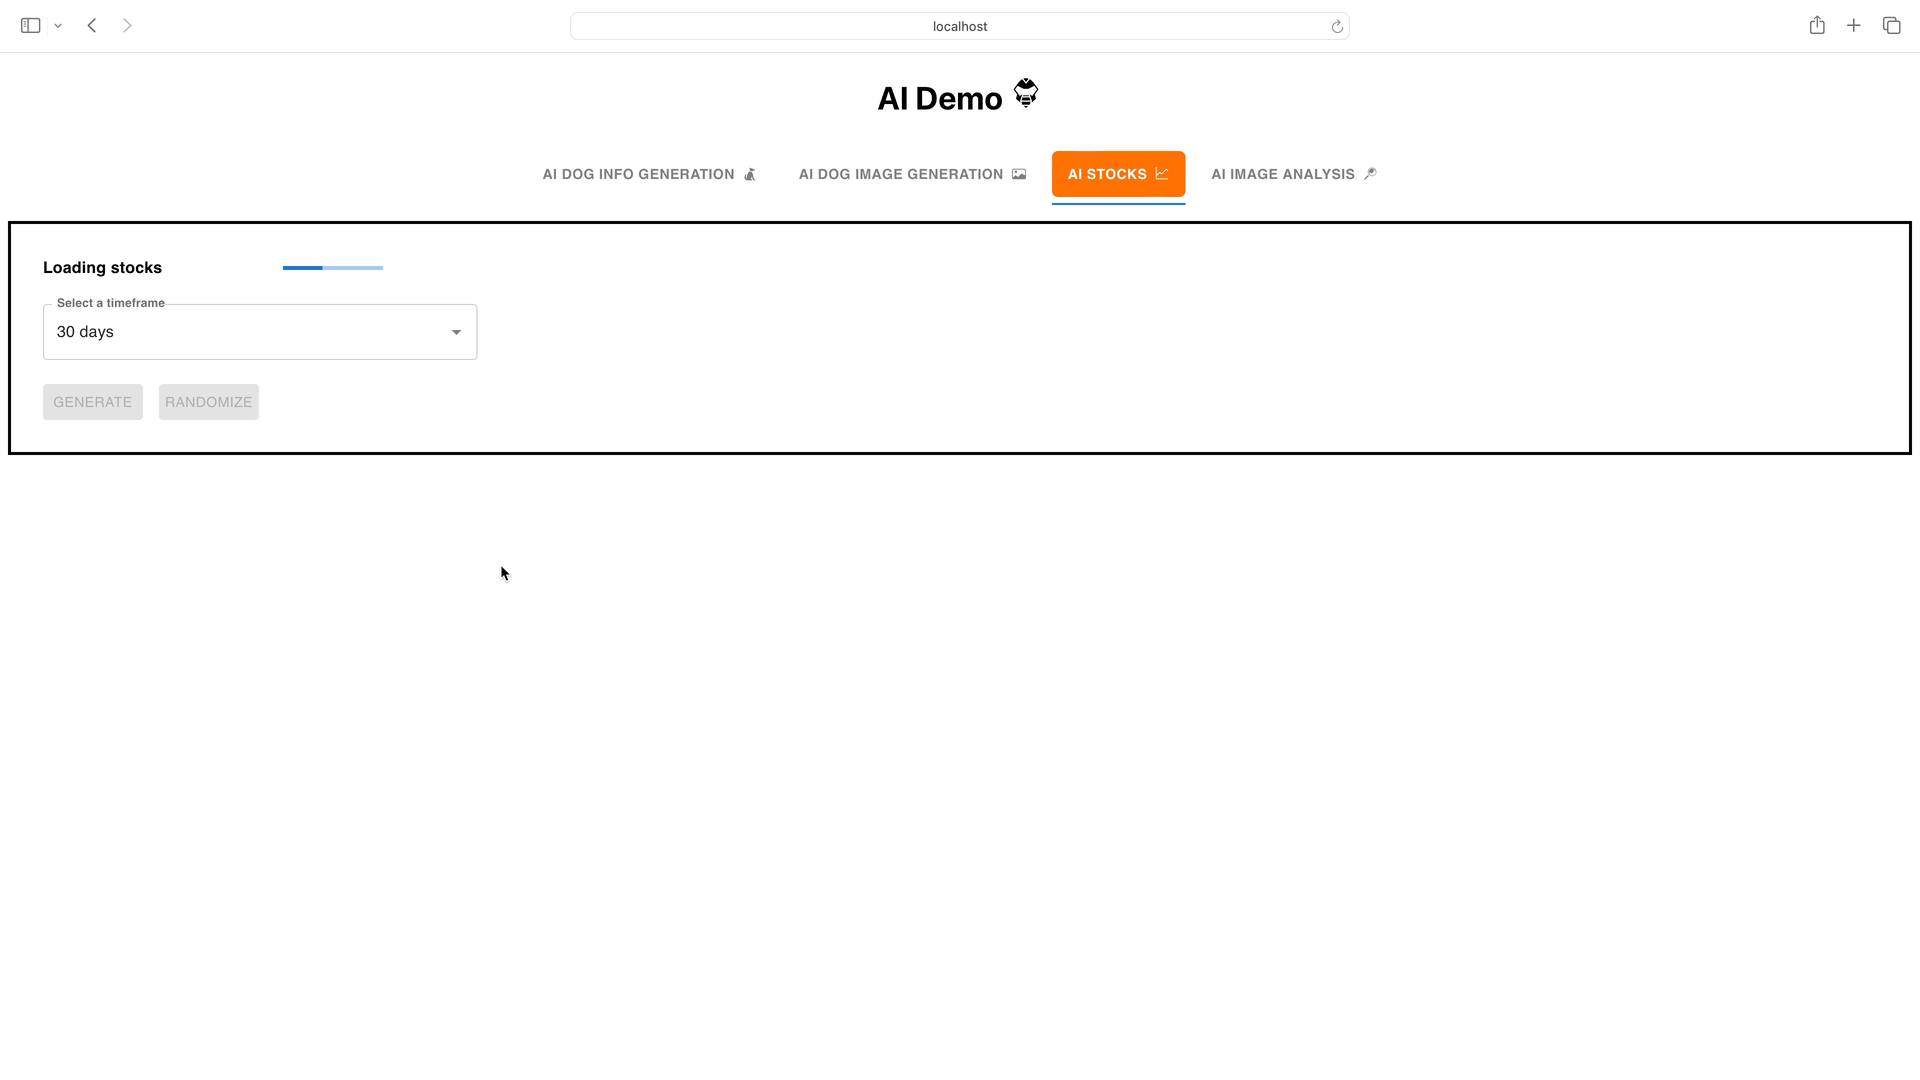 localhost
AI Demo
AI DOG INFO GENERATION
AI DOG IMAGE GENERATION
AI STOCKS
AI IMAGE ANALYSIS
Loading stocks
Select a timeframe
30 days
GENERATE
RANDOMIZE